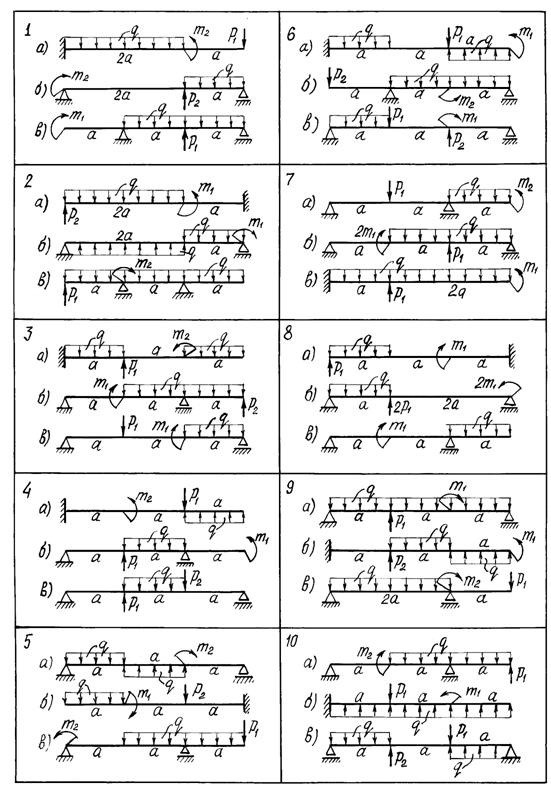 1
а) q m₂ P₁
2a a
б) m₂ q
2a P₂ a
в) m₁ q
a a P₁ a
2
а) q m₁
P₂ 2a a
б) 2a q m₁
q a
в) m₂ q
P₁ a a a
3
а) q m₂ q
a P₁ a a
б) m₁ q
a a a P₂
в) P₁ m₁ q
a a a
4
а) m₂ P₁ a
a a q
б) q m₁
a P₁ a a
в) q P₂
a P₁ a a
5
а) q a m₂
a q a
б) q m₁ P₂
a a a
в) m₂ q P₁
a a a
6
а) q P₁ a q m₁
a a
б) P₂ q
a a m₂ a
в) q P₁ m₁
a a P₂ a
7
а) P₁ q m₂
a a a
б) 2m₁ q
a a P₁ a
в) q m₁
a P₁ 2a
8
а) q m₁
P₁ a a a
б) q 2m₁
a 2P₁ 2a
в) m₁ q
a a a
9
а) q m₁
a P₁ a a
б) q a m₁
a P₂ a q
в) q m₂ P₁
2a a
10
а) m₂ q
a a a P₁
б) P₁ m₁
a a q a
в) q P₁ a
a P₂ a q